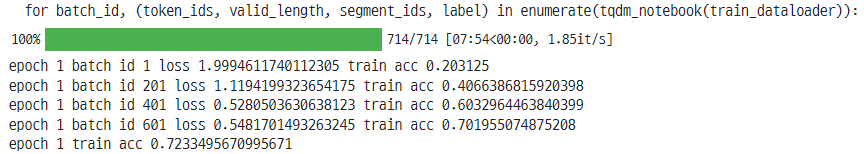 for batch_id, (token_ids, valid_length, segment_ids, label) in enumerate(tqdm_notebook(train_dataloader)):
100% 714/714 [07:54<00:00, 1.85it/s]
epoch 1 batch id 1 loss 1.9994611740112305 train acc 0.203125
epoch 1 batch id 201 loss 1.1194199323654175 train acc 0.4066386815920398
epoch 1 batch id 401 loss 0.5280503630638123 train acc 0.6032964463840399
epoch 1 batch id 601 loss 0.5481701493263245 train acc 0.701955074875208
epoch 1 train acc 0.7233495670995671